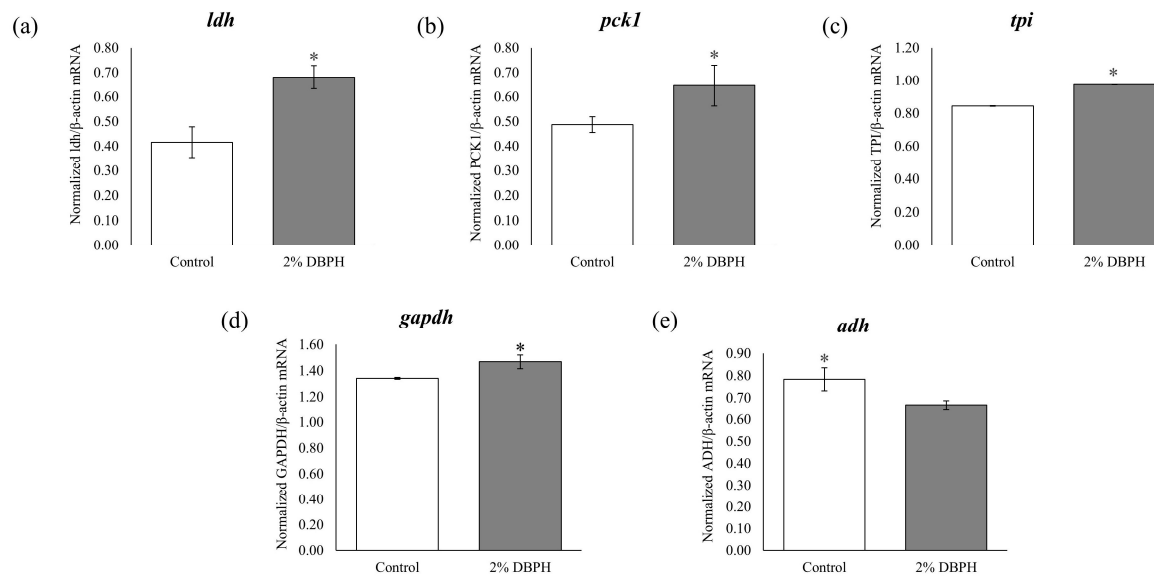 (a)
ldh
Normalized ldh/β-actin mRNA
0.80
0.70
0.60
0.50
0.40
0.30
0.20
0.10
0.00
*
Control
2% DBPH
(b)
pck1
Normalized PCK1/β-actin mRNA
0.80
0.70
0.60
0.50
0.40
0.30
0.20
0.10
0.00
*
Control
2% DBPH
(c)
tpi
Normalized TPI/β-actin mRNA
1.20
1.00
0.80
0.60
0.40
0.20
0.00
*
Control
2% DBPH
(d)
gapdh
Normalized GAPDH/β-actin mRNA
1.60
1.40
1.20
1.00
0.80
0.60
0.40
0.20
0.00
*
Control
2% DBPH
(e)
adh
Normalized ADH/β-actin mRNA
0.90
0.80
0.70
0.60
0.50
0.40
0.30
0.20
0.10
0.00
*
Control
2% DBPH